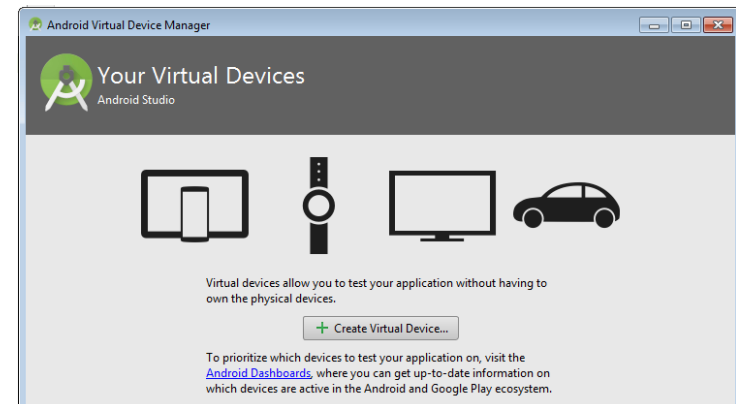 Android Virtual Device Manager
Your Virtual Devices
Android Studio
Virtual devices allow you to test your application without having to
own the physical devices.
Create Virtual Device...
To prioritize which devices to test your application on, visit the
Android Dashboards, where you can get up-to-date information on
which devices are active in the Android and Google Play ecosystem.